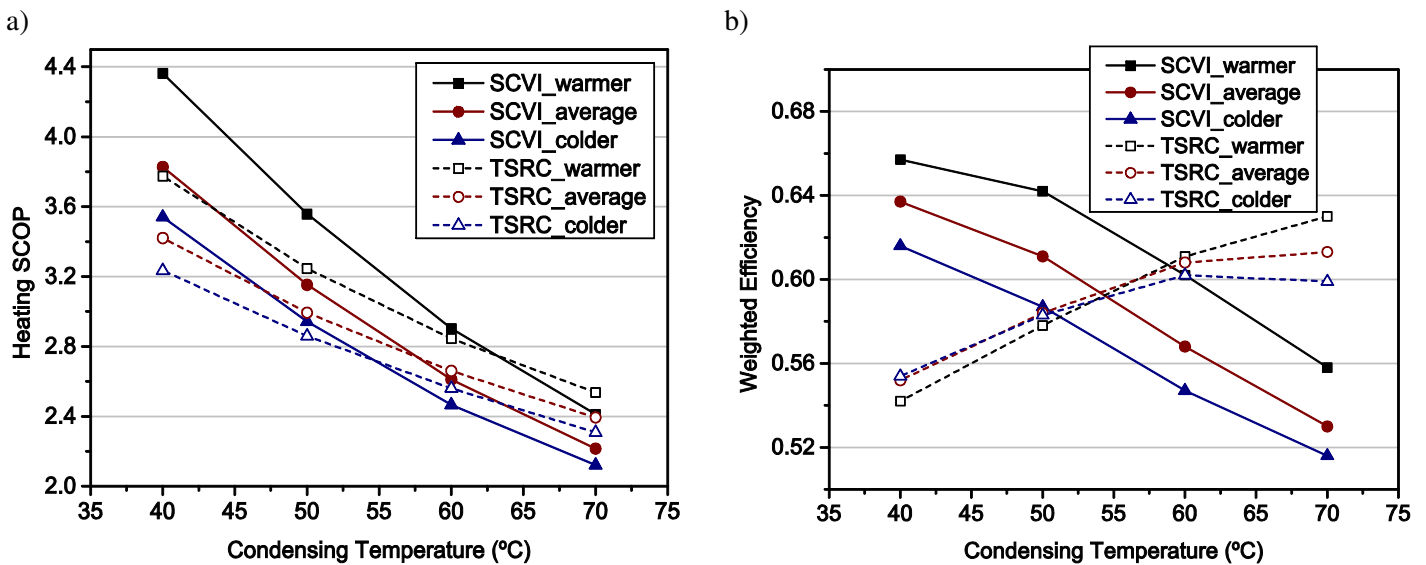 a)
4.4
4.0
3.6
3.2
2.8
2.4
2.0
Heating SCOP
SCVI_warmer
SCVI_average
SCVI_colder
TSRC_warmer
TSRC_average
TSRC_colder
35 40 45 50 55 60 65 70 75
Condensing Temperature (ºC)
b)
0.68
0.64
0.60
0.56
0.52
Weighted Efficiency
SCVI_warmer
SCVI_average
SCVI_colder
TSRC_warmer
TSRC_average
TSRC_colder
35 40 45 50 55 60 65 70 75
Condensing Temperature (ºC)